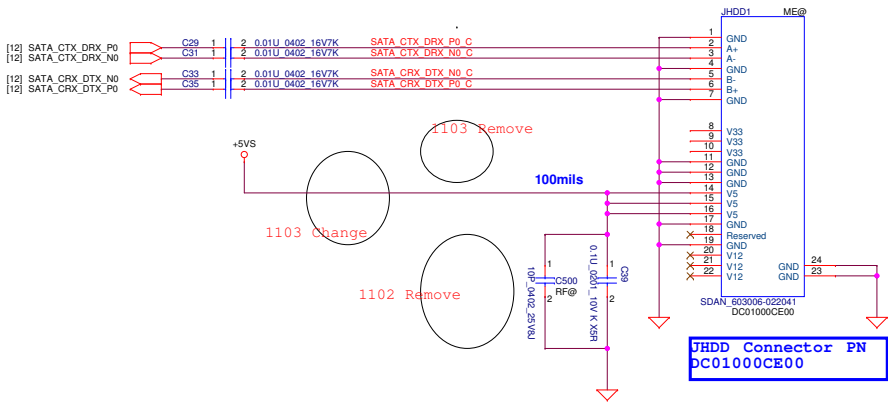 JHDD1 ME@
[12] SATA_CTX_DRX_P0 C29 1 2 0.01U_0402_16V7K SATA_CTX_DRX_P0_C
[12] SATA_CTX_DRX_N0 C31 1 2 0.01U_0402_16V7K SATA_CTX_DRX_N0_C
[12] SATA_CRX_DTX_N0 C33 1 2 0.01U_0402_16V7K SATA_CRX_DTX_N0_C
[12] SATA_CRX_DTX_P0 C35 1 2 0.01U_0402_16V7K SATA_CRX_DTX_P0_C
1 GND
2 A+
3 A-
4 GND
5 B-
6 B+
7 GND
8 V33
9 V33
10 V33
11 GND
12 GND
13 GND
14 V5
15 V5
16 V5
17 GND
18 Reserved
19 GND
20 V12
21 V12
22 V12
GND 24
GND 23
SDAN_603006-022041
DC01000CE00
1103 Remove
+5VS
100mils
1103 Change
1102 Remove
1
C500
RF@
2
10P_0402_25V8J
1
C39
2
0.1U_0201_10V K X5R
JHDD Connector PN
DC01000CE00